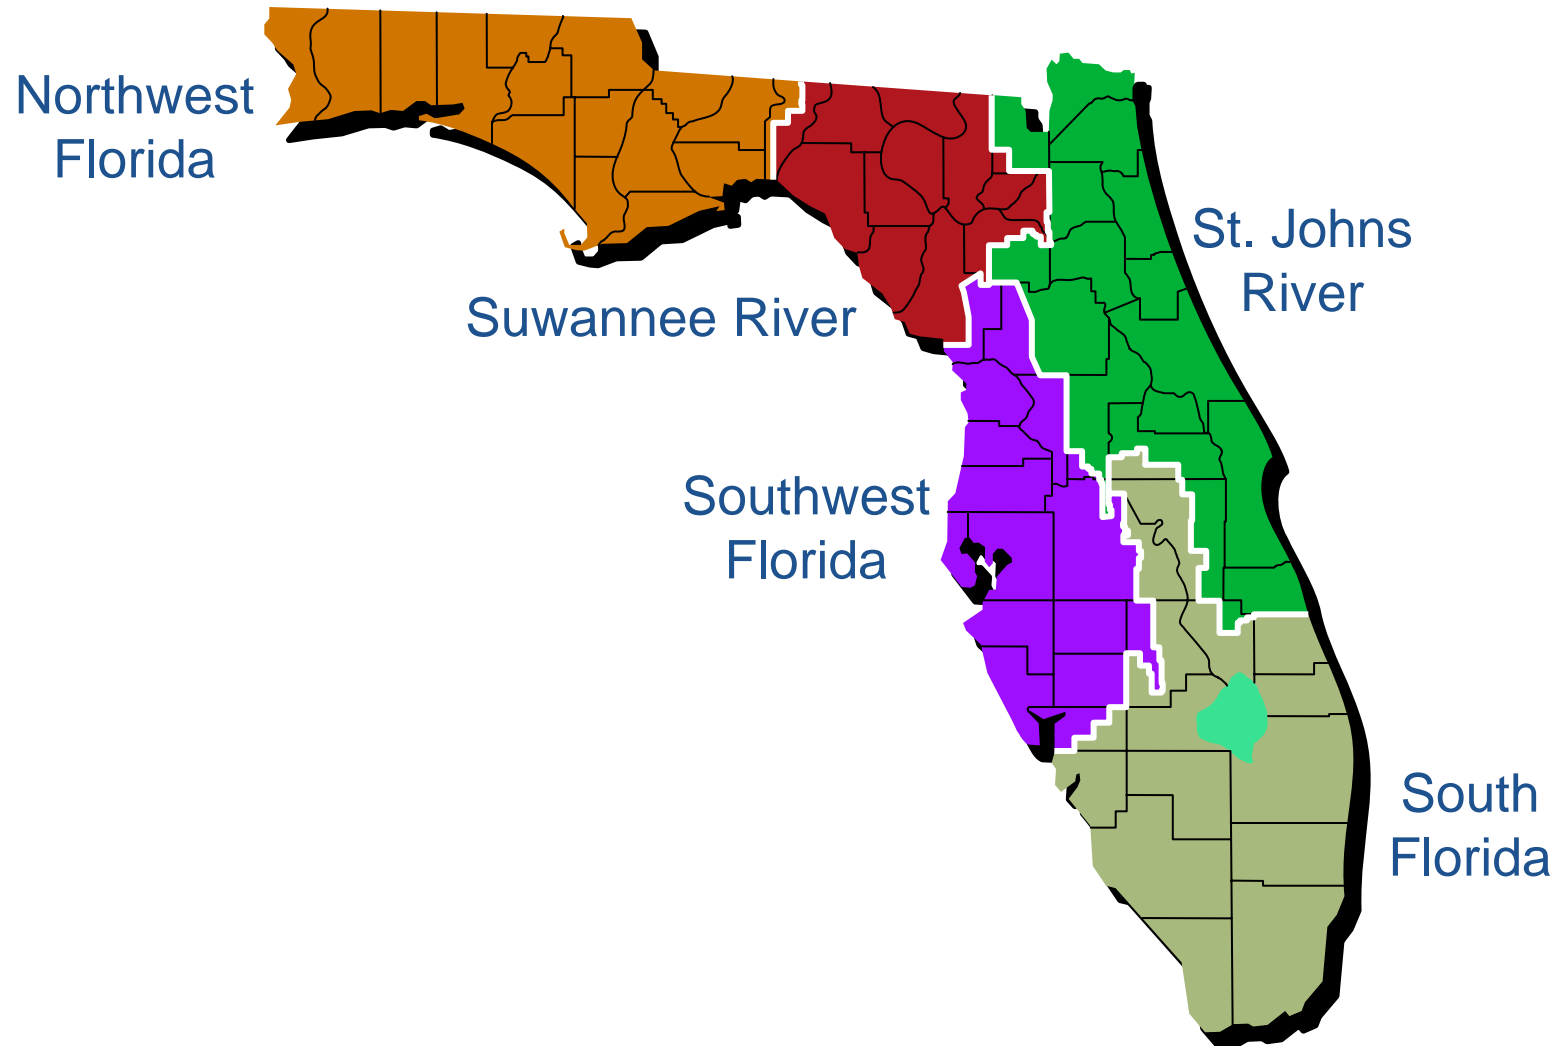 Northwest
Florida
St. Johns
River
Suwannee River
Southwest
Florida
South
Florida